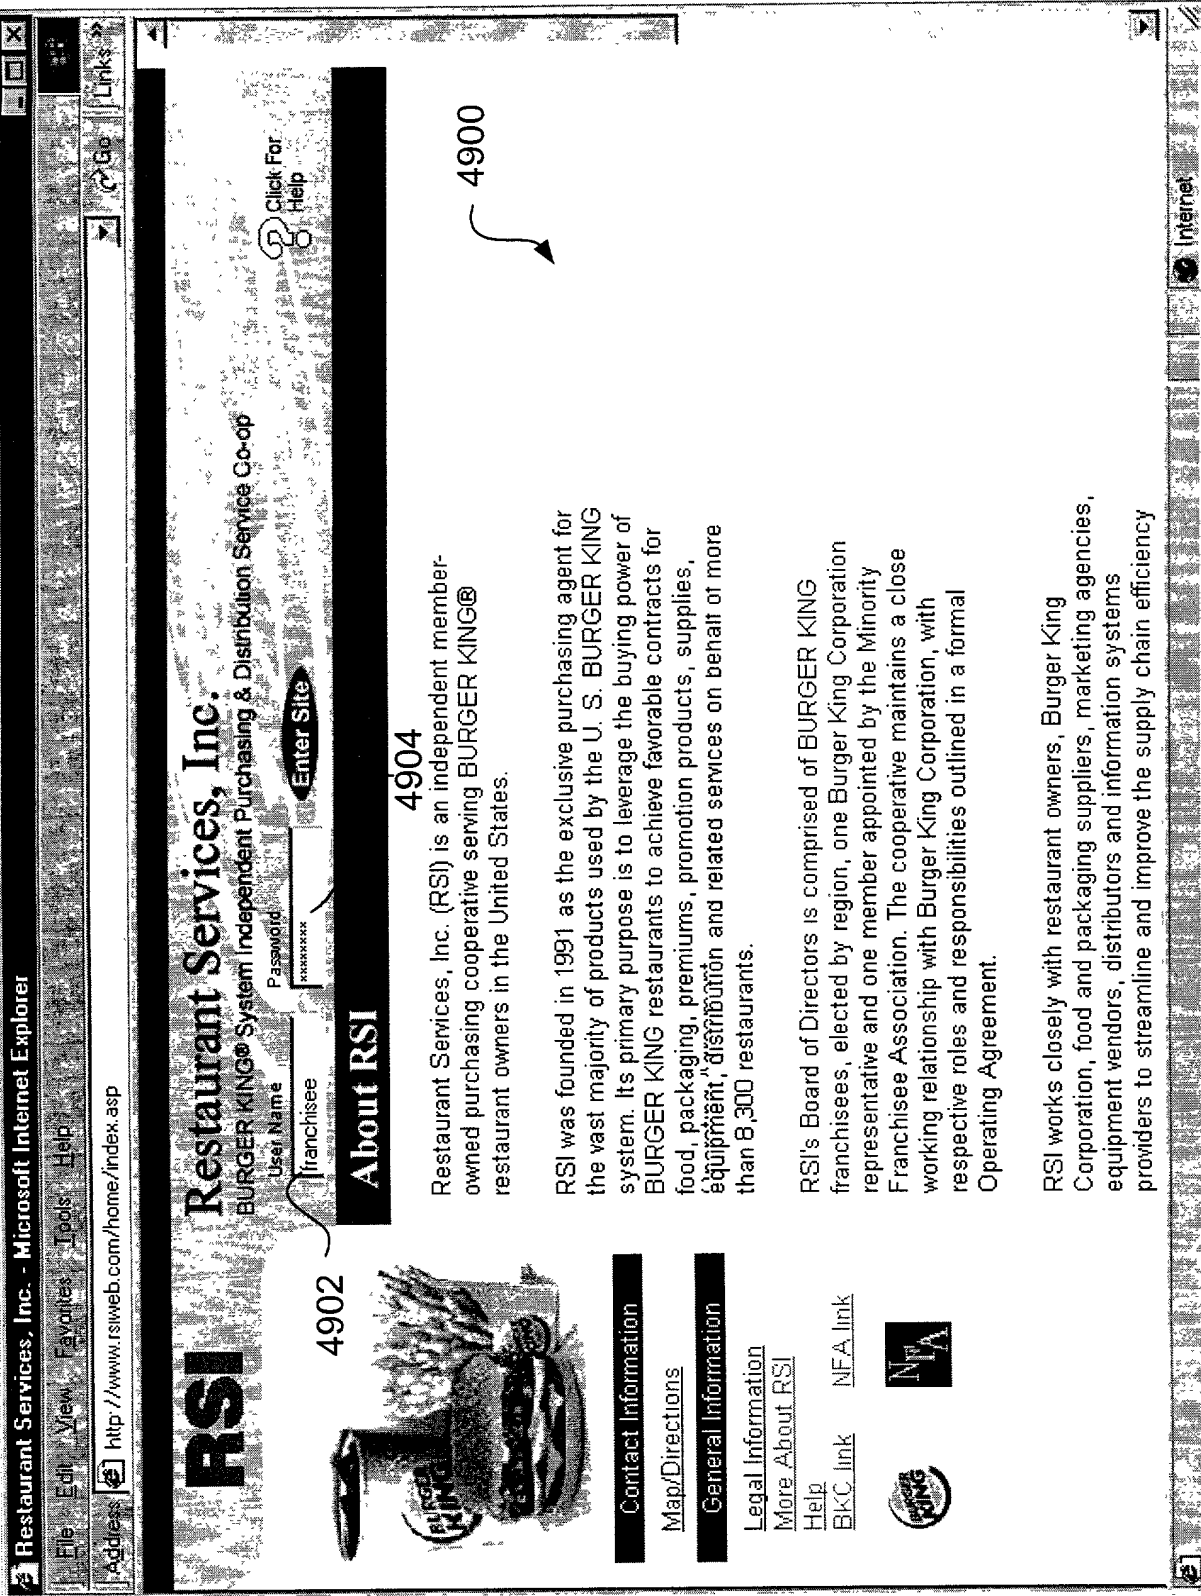 Restaurant Services, Inc. - Microsoft Internet Explorer
File Edit View Favorites Tools Help
Address http://www.rsiweb.com/home/index.asp Go Links »
RSI
Restaurant Services, Inc.
BURGER KING® System Independent Purchasing & Distribution Service Co-op
User Name Password
franchisee xxxxxxxx Enter Site
? Click For
Help
4902
4904
4900
About RSI
BURGER
KING
Contact Information
Map/Directions
General Information
Legal Information
More About RSI
Help
BKC link NFA link
BURGER
KING
NFA
Restaurant Services, Inc. (RSI) is an independent member-
owned purchasing cooperative serving BURGER KING®
restaurant owners in the United States.
RSI was founded in 1991 as the exclusive purchasing agent for
the vast majority of products used by the U. S. BURGER KING
system. Its primary purpose is to leverage the buying power of
BURGER KING restaurants to achieve favorable contracts for
food, packaging, premiums, promotion products, supplies,
equipment, distribution and related services on behalf of more
than 8,300 restaurants.
RSI's Board of Directors is comprised of BURGER KING
franchisees, elected by region, one Burger King Corporation
representative and one member appointed by the Minority
Franchisee Association. The cooperative maintains a close
working relationship with Burger King Corporation, with
respective roles and responsibilities outlined in a formal
Operating Agreement.
RSI works closely with restaurant owners, Burger King
Corporation, food and packaging suppliers, marketing agencies,
equipment vendors, distributors and information systems
providers to streamline and improve the supply chain efficiency
Internet